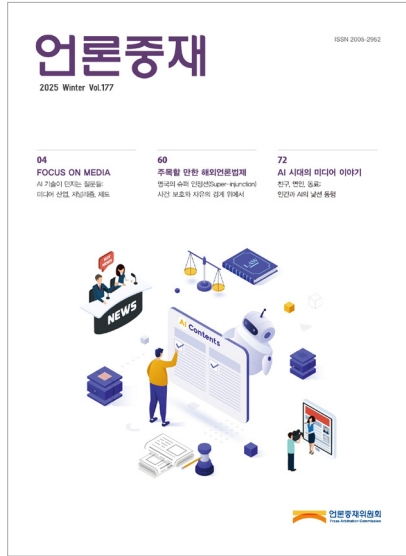 ISSN 2005-2952
언론중재
2025 Winter Vol.177
04
FOCUS ON MEDIA
AI 기술이 던지는 질문들:
미디어 산업, 저널리즘, 제도
60
주목할 만한 해외언론법제
영국의 슈퍼 인정션(Super-injunction)
사건: 보호와 자유의 경계 위에서
72
AI 시대의 미디어 이야기
친구, 연인, 동료:
인간과 AI의 낯선 동행
NEWS
LAW
AI Contents
언론중재위원회
Press Arbitration Commission